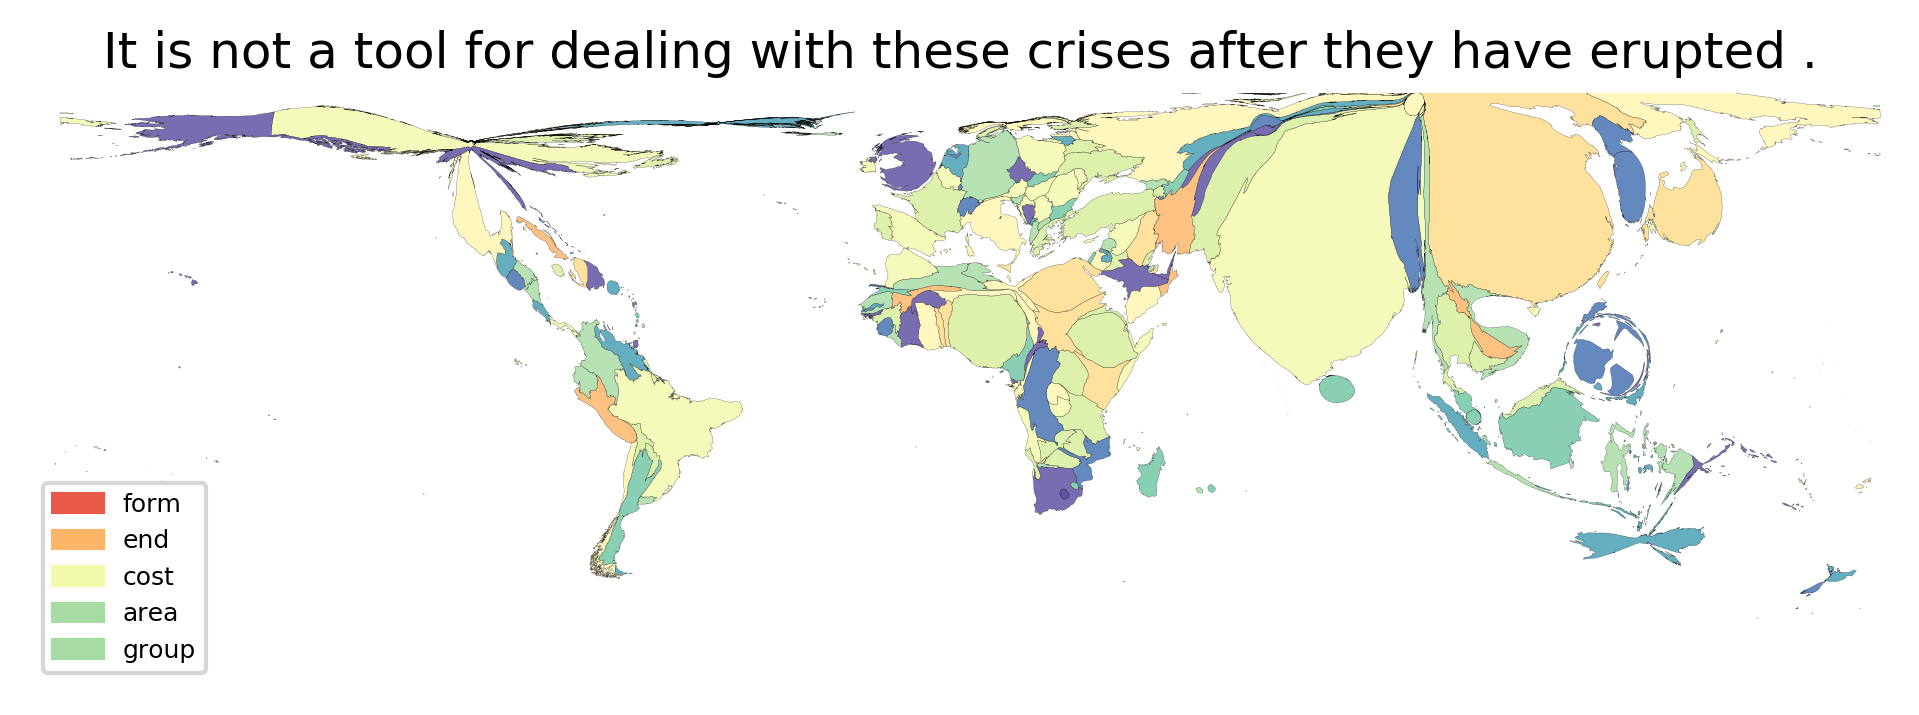 It is not a tool for dealing with these crises after they have erupted .
form
end
cost
area
group